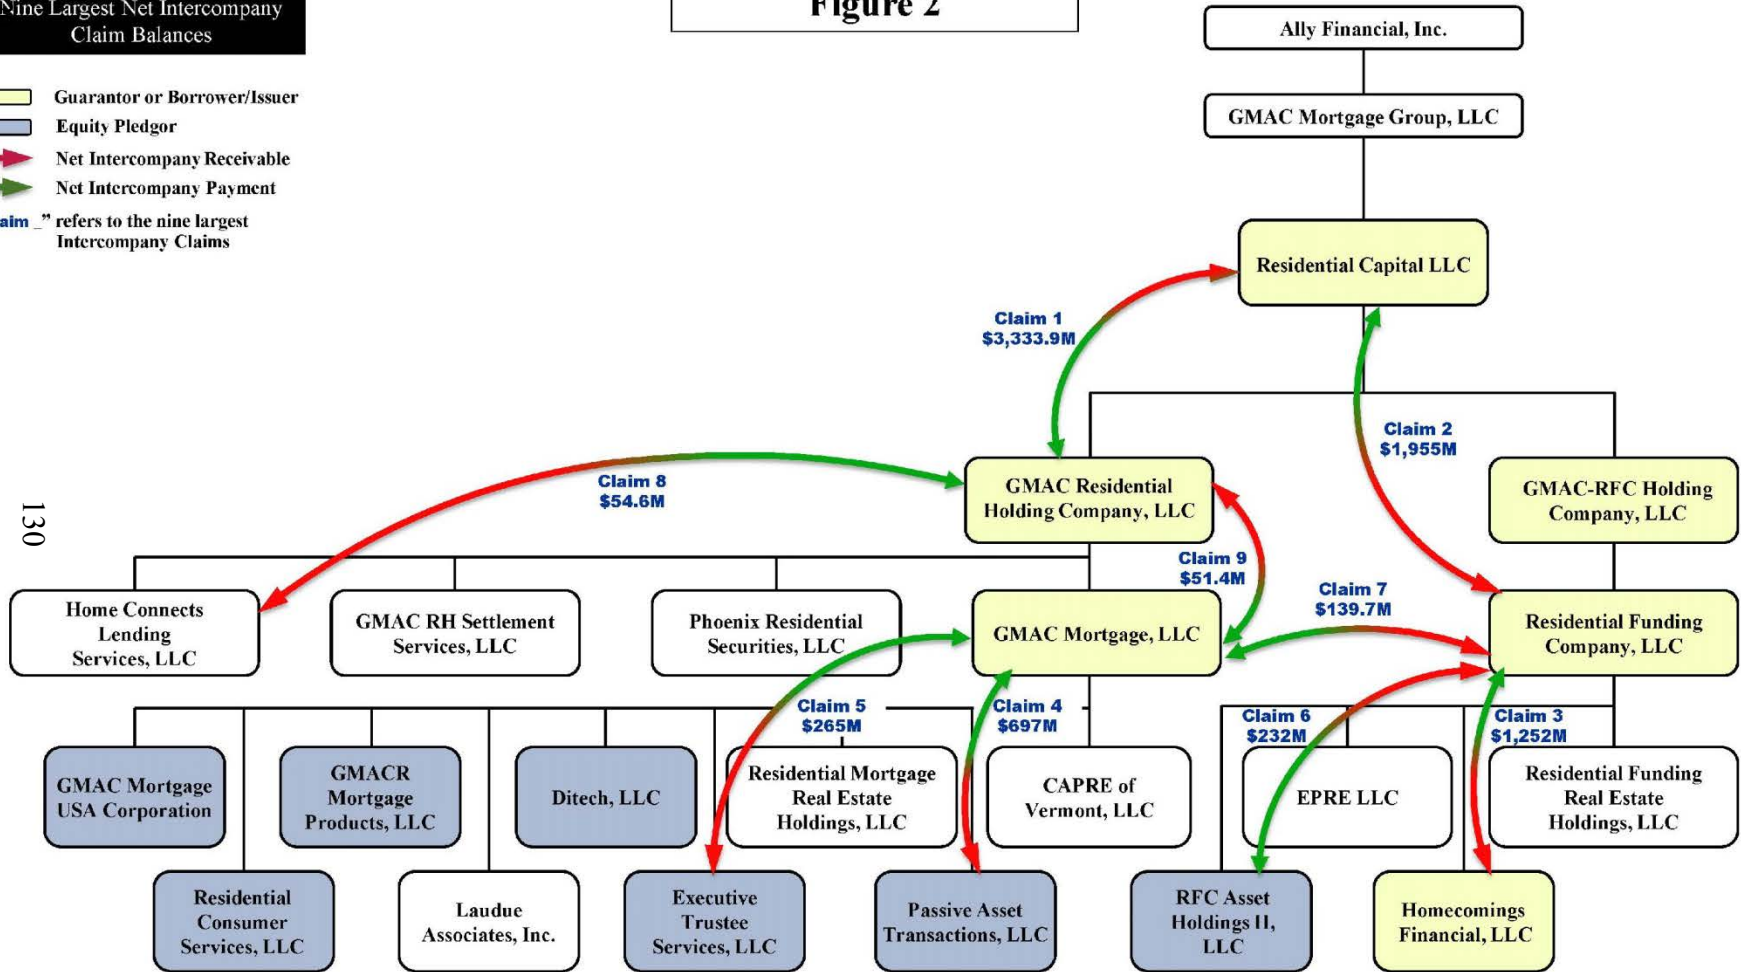 Nine Largest Net Intercompany
Claim Balances
Figure 2
Guarantor or Borrower/Issuer
Equity Pledgor
Net Intercompany Receivable
Net Intercompany Payment
aim _” refers to the nine largest
Intercompany Claims
Ally Financial, Inc.
GMAC Mortgage Group, LLC
Residential Capital LLC
Claim 1
$3,333.9M
Claim 2
$1,955M
Claim 8
$54.6M
GMAC Residential
Holding Company, LLC
GMAC-RFC Holding
Company, LLC
130
Claim 9
$51.4M
Claim 7
$139.7M
Home Connects
Lending
Services, LLC
GMAC RH Settlement
Services, LLC
Phoenix Residential
Securities, LLC
GMAC Mortgage, LLC
Residential Funding
Company, LLC
Claim 5
$265M
Claim 4
$697M
Claim 6
$232M
Claim 3
$1,252M
GMAC Mortgage
USA Corporation
GMACR
Mortgage
Products, LLC
Ditech, LLC
Residential Mortgage
Real Estate
Holdings, LLC
CAPRE of
Vermont, LLC
EPRE LLC
Residential Funding
Real Estate
Holdings, LLC
Residential
Consumer
Services, LLC
Laudue
Associates, Inc.
Executive
Trustee
Services, LLC
Passive Asset
Transactions, LLC
RFC Asset
Holdings II,
LLC
Homecomings
Financial, LLC